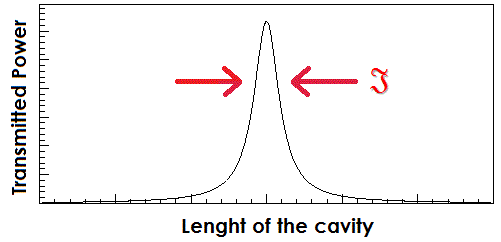 Transmitted Power
ℑ
Lenght of the cavity